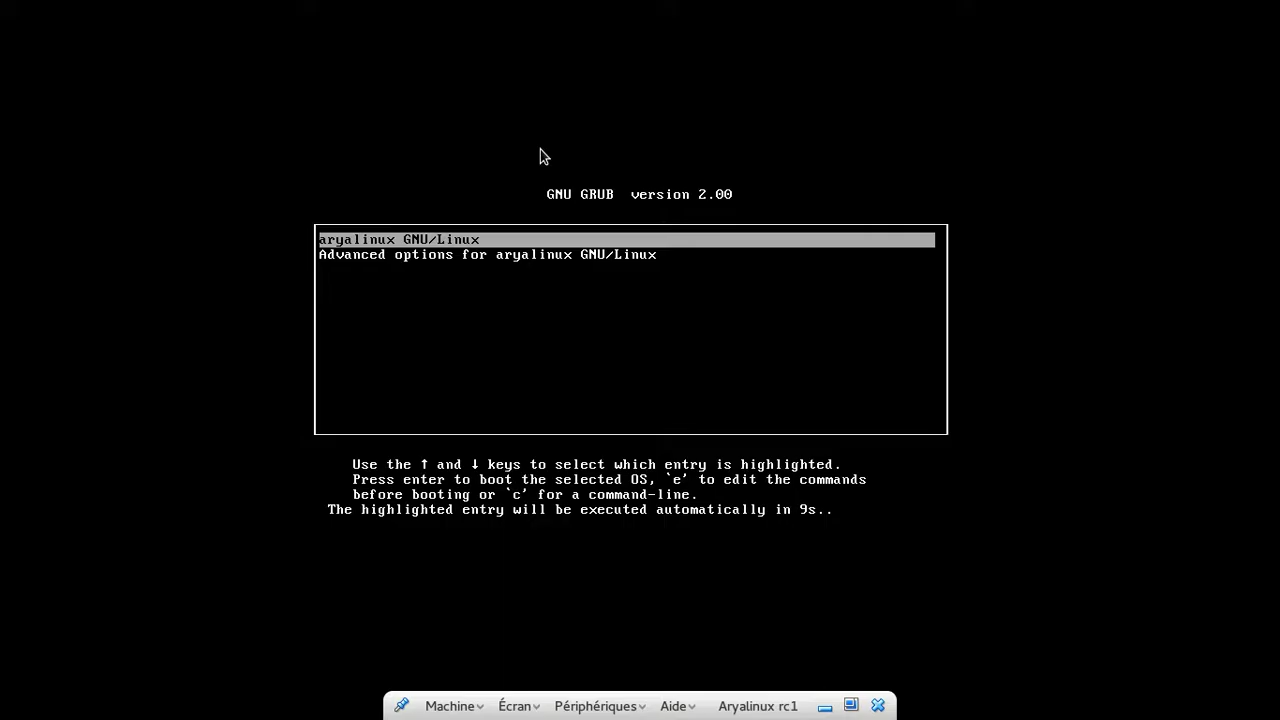 GNU GRUB  version 2.00
aryalinux GNU/Linux
Advanced options for aryalinux GNU/Linux
Use the ↑ and ↓ keys to select which entry is highlighted.
Press enter to boot the selected OS, `e' to edit the commands
before booting or `c' for a command-line.
The highlighted entry will be executed automatically in 9s..
Machine Écran Périphériques Aide Aryalinux rc1